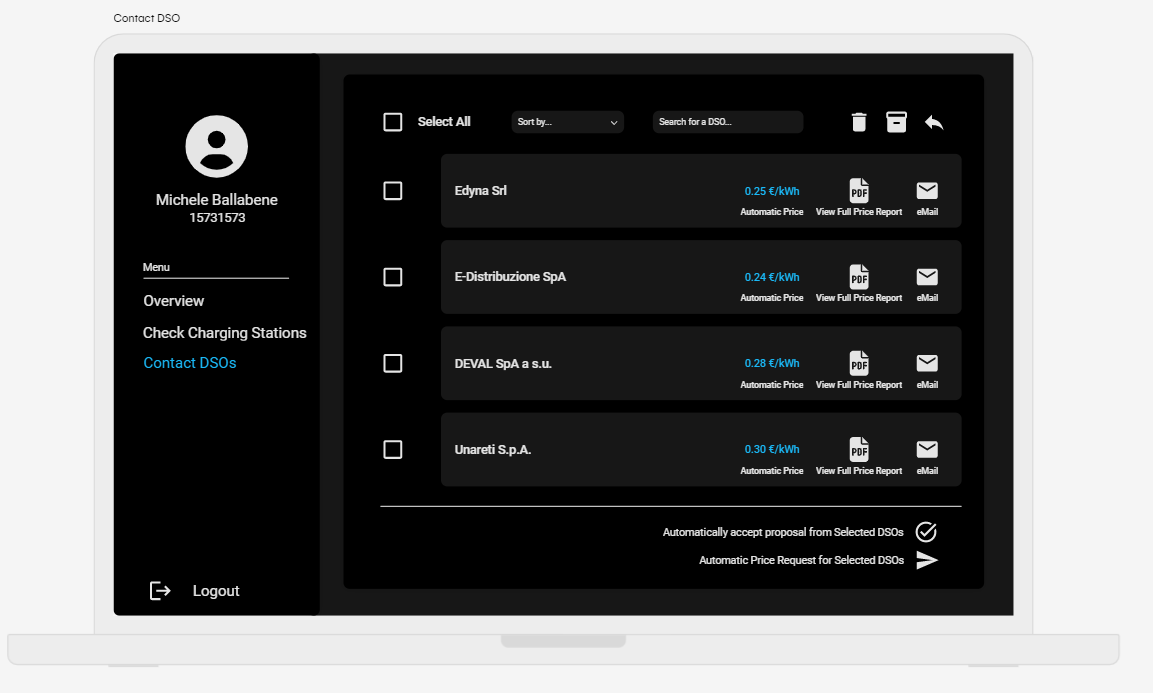 Contact DSO
Michele Ballabene
15731573
Menu
Overview
Check Charging Stations
Contact DSOs
Logout
Select All
Sort by...
Search for a DSO...
Edyna Srl
0.25 €/kWh
PDF
Automatic Price
View Full Price Report
eMail
E-Distribuzione SpA
0.24 €/kWh
PDF
Automatic Price
View Full Price Report
eMail
DEVAL SpA a s.u.
0.28 €/kWh
PDF
Automatic Price
View Full Price Report
eMail
Unareti S.p.A.
0.30 €/kWh
PDF
Automatic Price
View Full Price Report
eMail
Automatically accept proposal from Selected DSOs
Automatic Price Request for Selected DSOs